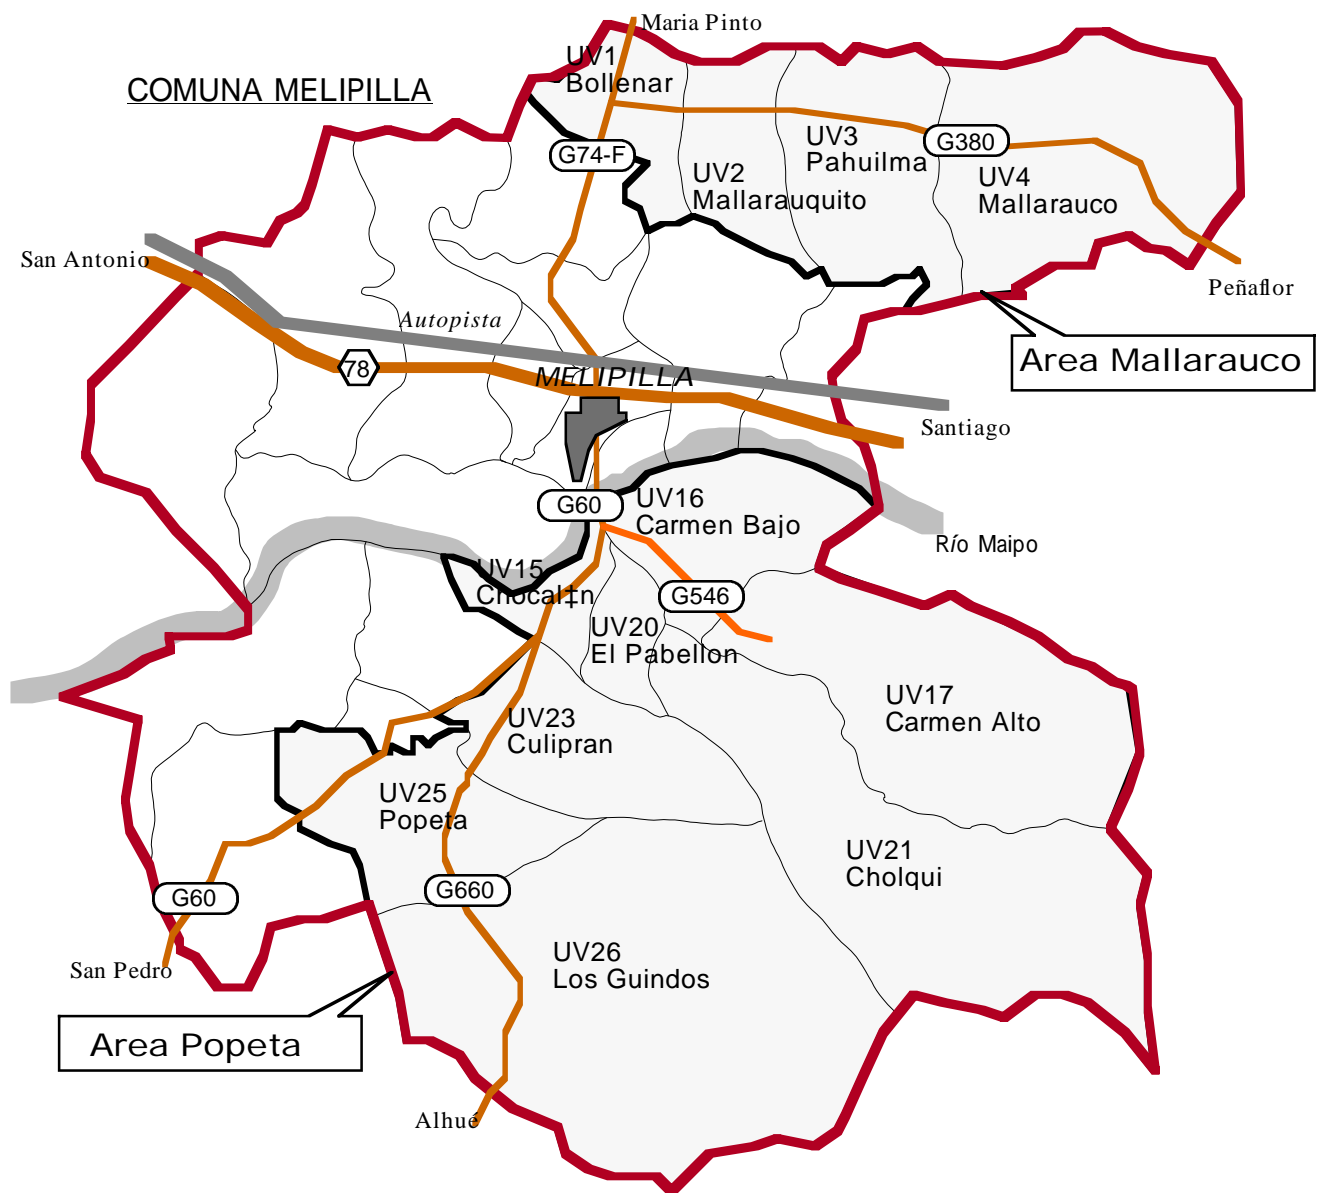 Maria Pinto
COMUNA MELIPILLA
UV1
Bollenar
G74-F
UV2
Mallarauquito
UV3
Pahuilma
G380
UV4
Mallarauco
San Antonio
Peñaflor
Autopista
Area Mallarauco
78
MELIPILLA
Santiago
G60
UV16
Carmen Bajo
Río Maipo
UV15
Chocal‡n
G546
UV20
El Pabellon
UV17
Carmen Alto
UV23
Culipran
UV25
Popeta
UV21
Cholqui
G60
G660
UV26
Los Guindos
San Pedro
Area Popeta
Alhué